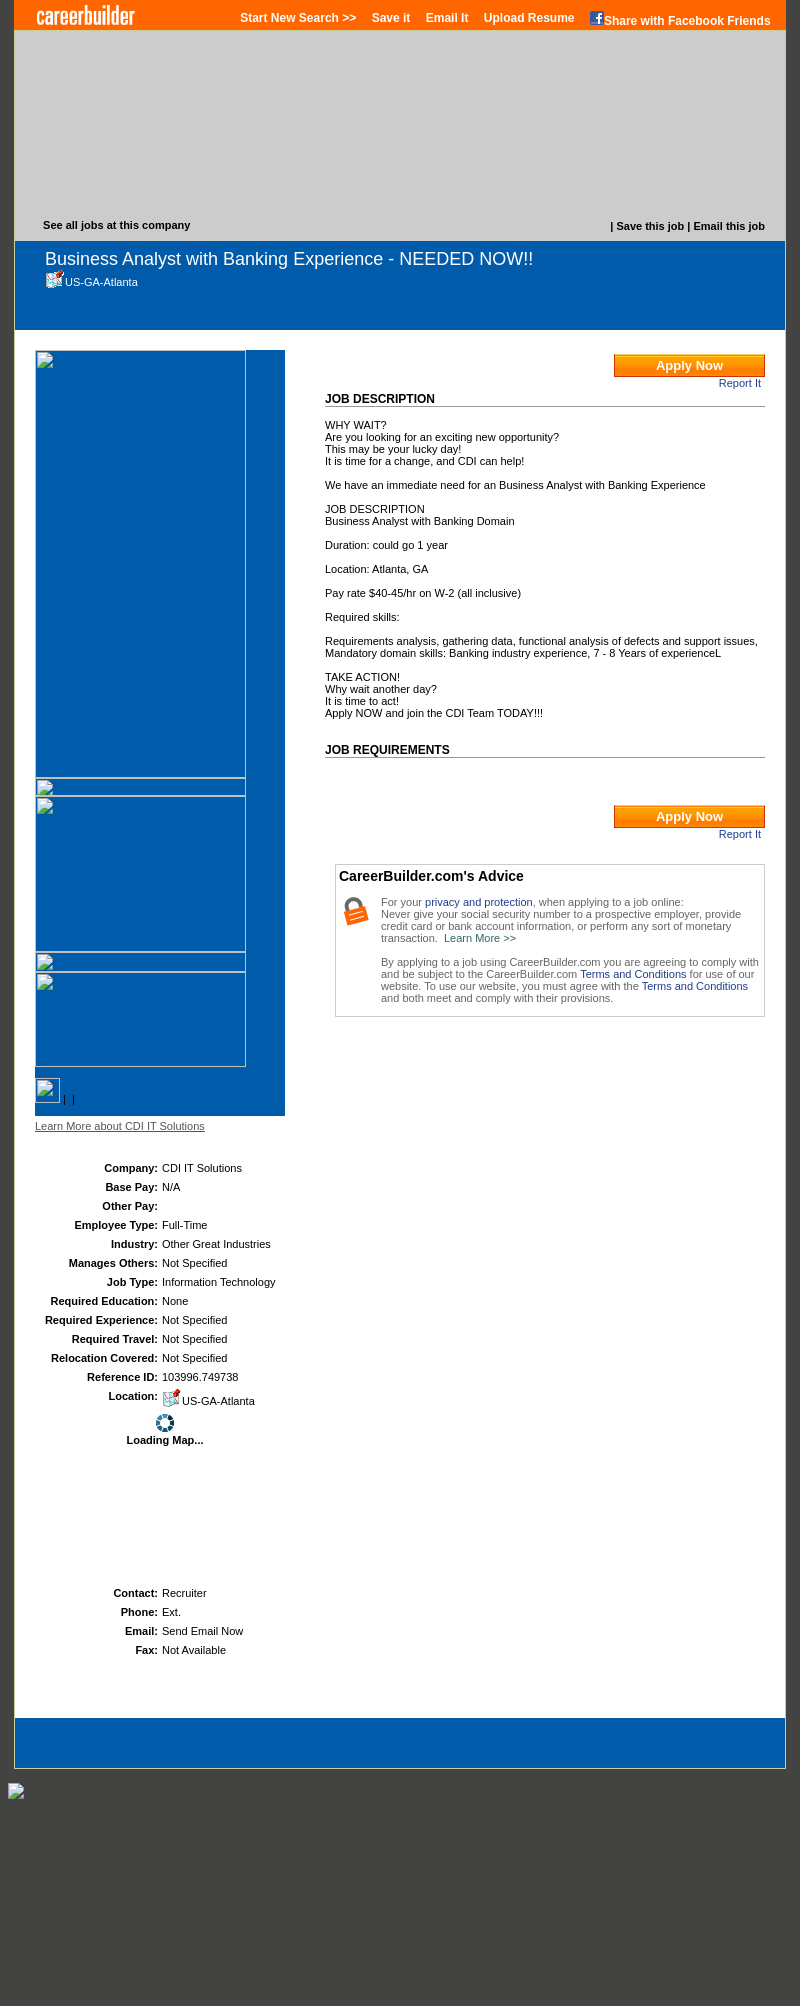 careerbuilder
Start New Search >> Save it Email It Upload Resume Share with Facebook Friends
See all jobs at this company
| Save this job | Email this job
Business Analyst with Banking Experience - NEEDED NOW!!
US-GA-Atlanta
Apply Now
Report It
JOB DESCRIPTION
WHY WAIT?
Are you looking for an exciting new opportunity?
This may be your lucky day!
It is time for a change, and CDI can help!
We have an immediate need for an Business Analyst with Banking Experience
JOB DESCRIPTION
Business Analyst with Banking Domain
Duration: could go 1 year
Location: Atlanta, GA
Pay rate $40-45/hr on W-2 (all inclusive)
Required skills:
Requirements analysis, gathering data, functional analysis of defects and support issues,
Mandatory domain skills: Banking industry experience, 7 - 8 Years of experienceL
TAKE ACTION!
Why wait another day?
It is time to act!
Apply NOW and join the CDI Team TODAY!!!
JOB REQUIREMENTS
Apply Now
Report It
CareerBuilder.com's Advice
For your privacy and protection, when applying to a job online:
Never give your social security number to a prospective employer, provide
credit card or bank account information, or perform any sort of monetary
transaction. Learn More >>
By applying to a job using CareerBuilder.com you are agreeing to comply with
and be subject to the CareerBuilder.com Terms and Conditions for use of our
website. To use our website, you must agree with the Terms and Conditions
and both meet and comply with their provisions.
| |
Learn More about CDI IT Solutions
Company: CDI IT Solutions
Base Pay: N/A
Other Pay:
Employee Type: Full-Time
Industry: Other Great Industries
Manages Others: Not Specified
Job Type: Information Technology
Required Education: None
Required Experience: Not Specified
Required Travel: Not Specified
Relocation Covered: Not Specified
Reference ID: 103996.749738
Location: US-GA-Atlanta
Loading Map...
Contact: Recruiter
Phone: Ext.
Email: Send Email Now
Fax: Not Available